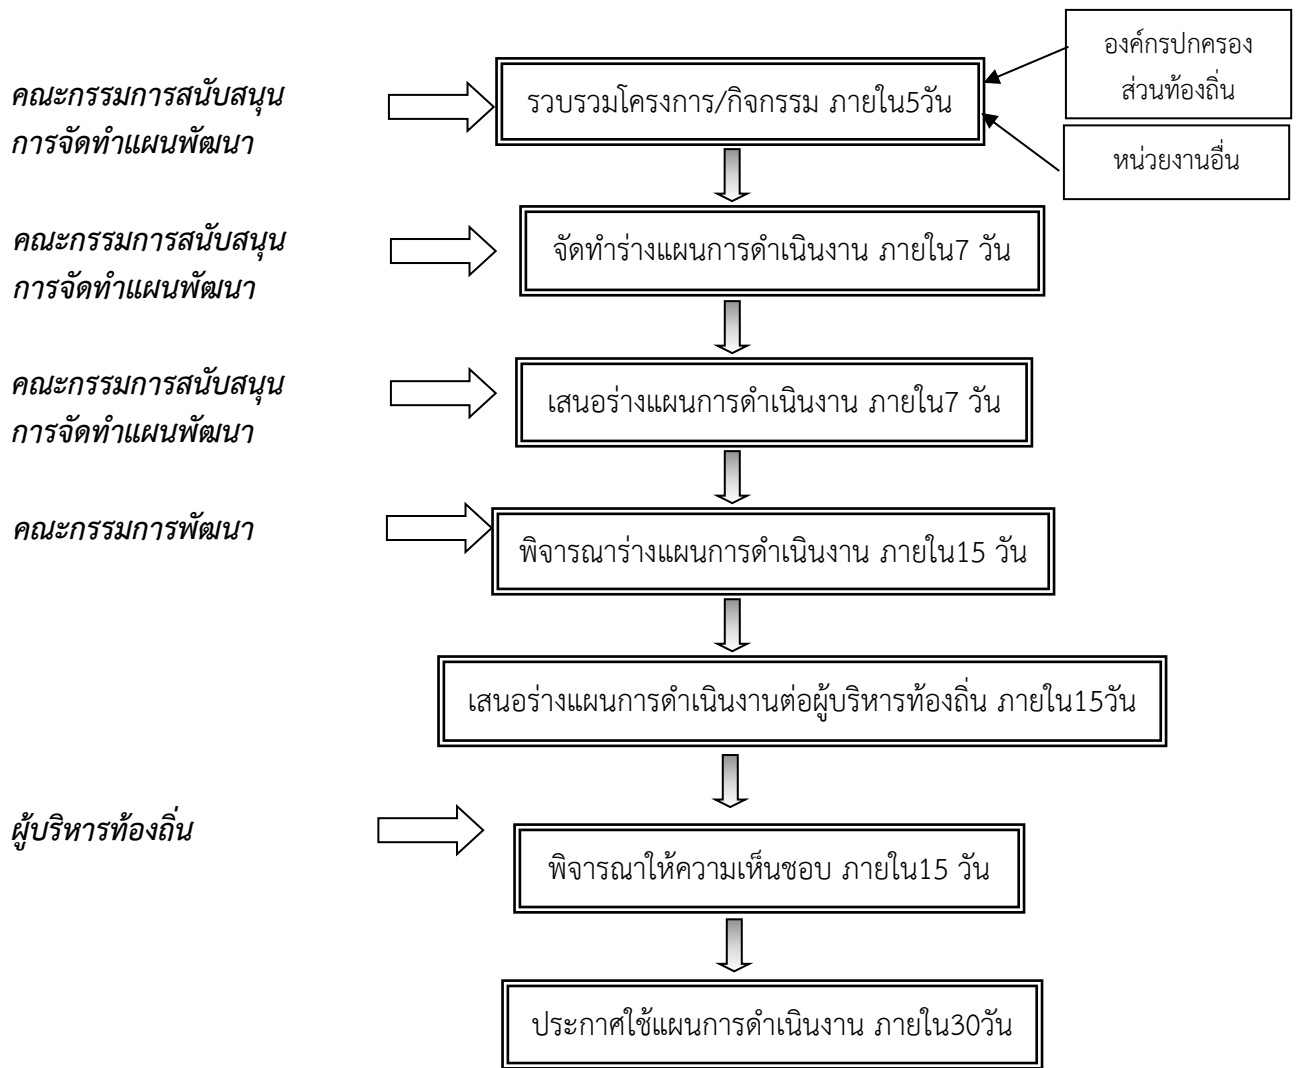 องค์กรปกครอง
ส่วนท้องถิ่น
คณะกรรมการสนับสนุน
การจัดทำแผนพัฒนา
รวบรวมโครงการ/กิจกรรม ภายใน5วัน
หน่วยงานอื่น
คณะกรรมการสนับสนุน
การจัดทำแผนพัฒนา
จัดทำร่างแผนการดำเนินงาน ภายใน7 วัน
คณะกรรมการสนับสนุน
การจัดทำแผนพัฒนา
เสนอร่างแผนการดำเนินงาน ภายใน7 วัน
คณะกรรมการพัฒนา
พิจารณาร่างแผนการดำเนินงาน ภายใน15 วัน
เสนอร่างแผนการดำเนินงานต่อผู้บริหารท้องถิ่น ภายใน15วัน
ผู้บริหารท้องถิ่น
พิจารณาให้ความเห็นชอบ ภายใน15 วัน
ประกาศใช้แผนการดำเนินงาน ภายใน30วัน